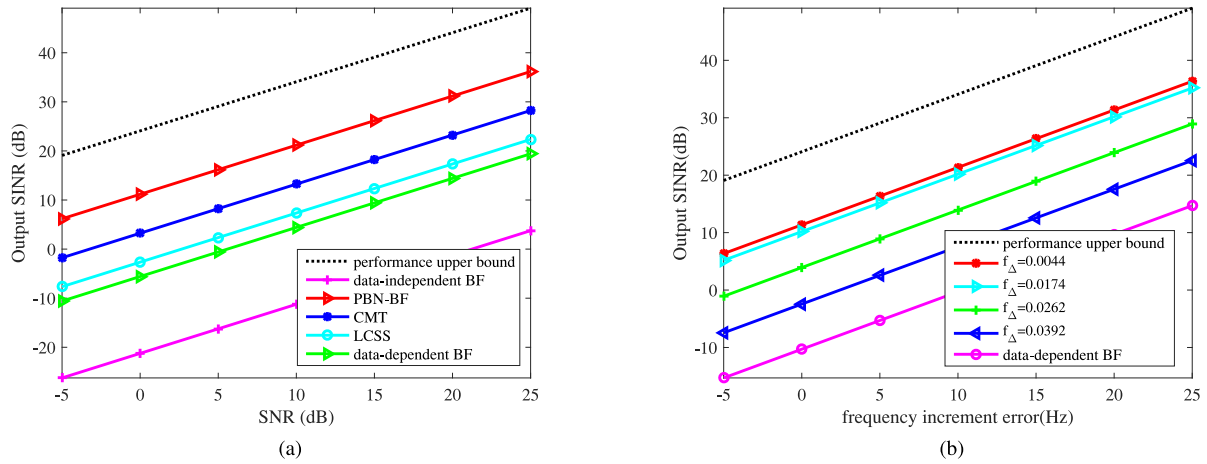 40
30
20
10
0
-10
-20
Output SINR (dB)
performance upper bound
data-independent BF
PBN-BF
CMT
LCSS
data-dependent BF
-5 0 5 10 15 20 25
SNR (dB)
(a)
40
30
20
10
0
-10
Output SINR(dB)
performance upper bound
f_Δ=0.0044
f_Δ=0.0174
f_Δ=0.0262
f_Δ=0.0392
data-dependent BF
-5 0 5 10 15 20 25
frequency increment error(Hz)
(b)